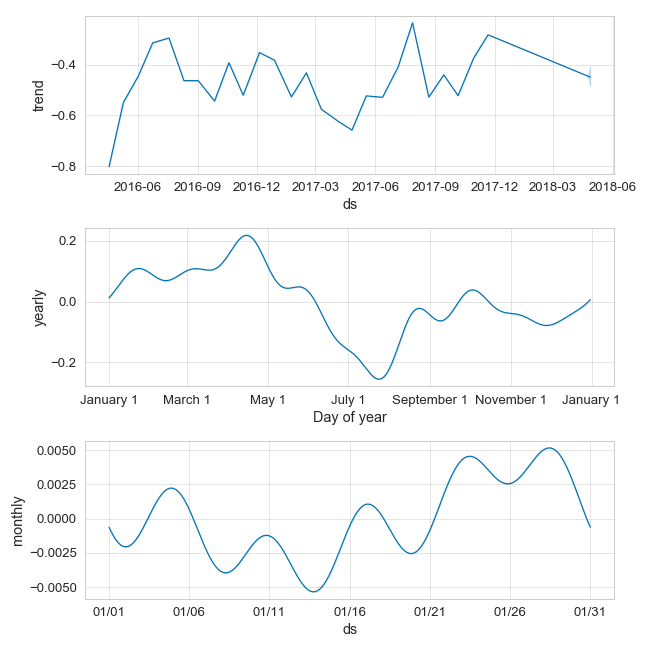 trend
−0.4
−0.6
−0.8
2016-06 2016-09 2016-12 2017-03 2017-06 2017-09 2017-12 2018-03 2018-06
ds
yearly
0.2
0.0
−0.2
January 1 March 1 May 1 July 1 September 1 November 1 January 1
Day of year
monthly
0.0050
0.0025
0.0000
−0.0025
−0.0050
01/01 01/06 01/11 01/16 01/21 01/26 01/31
ds